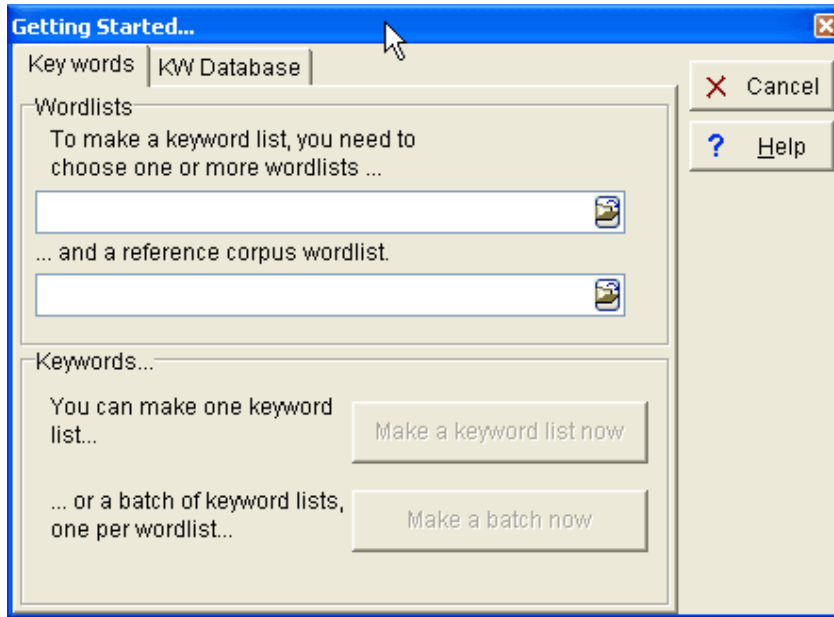 Getting Started...
Key words
KW Database
Cancel
Wordlists
To make a keyword list, you need to
choose one or more wordlists ...
? Help
... and a reference corpus wordlist.
Keywords...
You can make one keyword
list...
Make a keyword list now
... or a batch of keyword lists,
one per wordlist...
Make a batch now